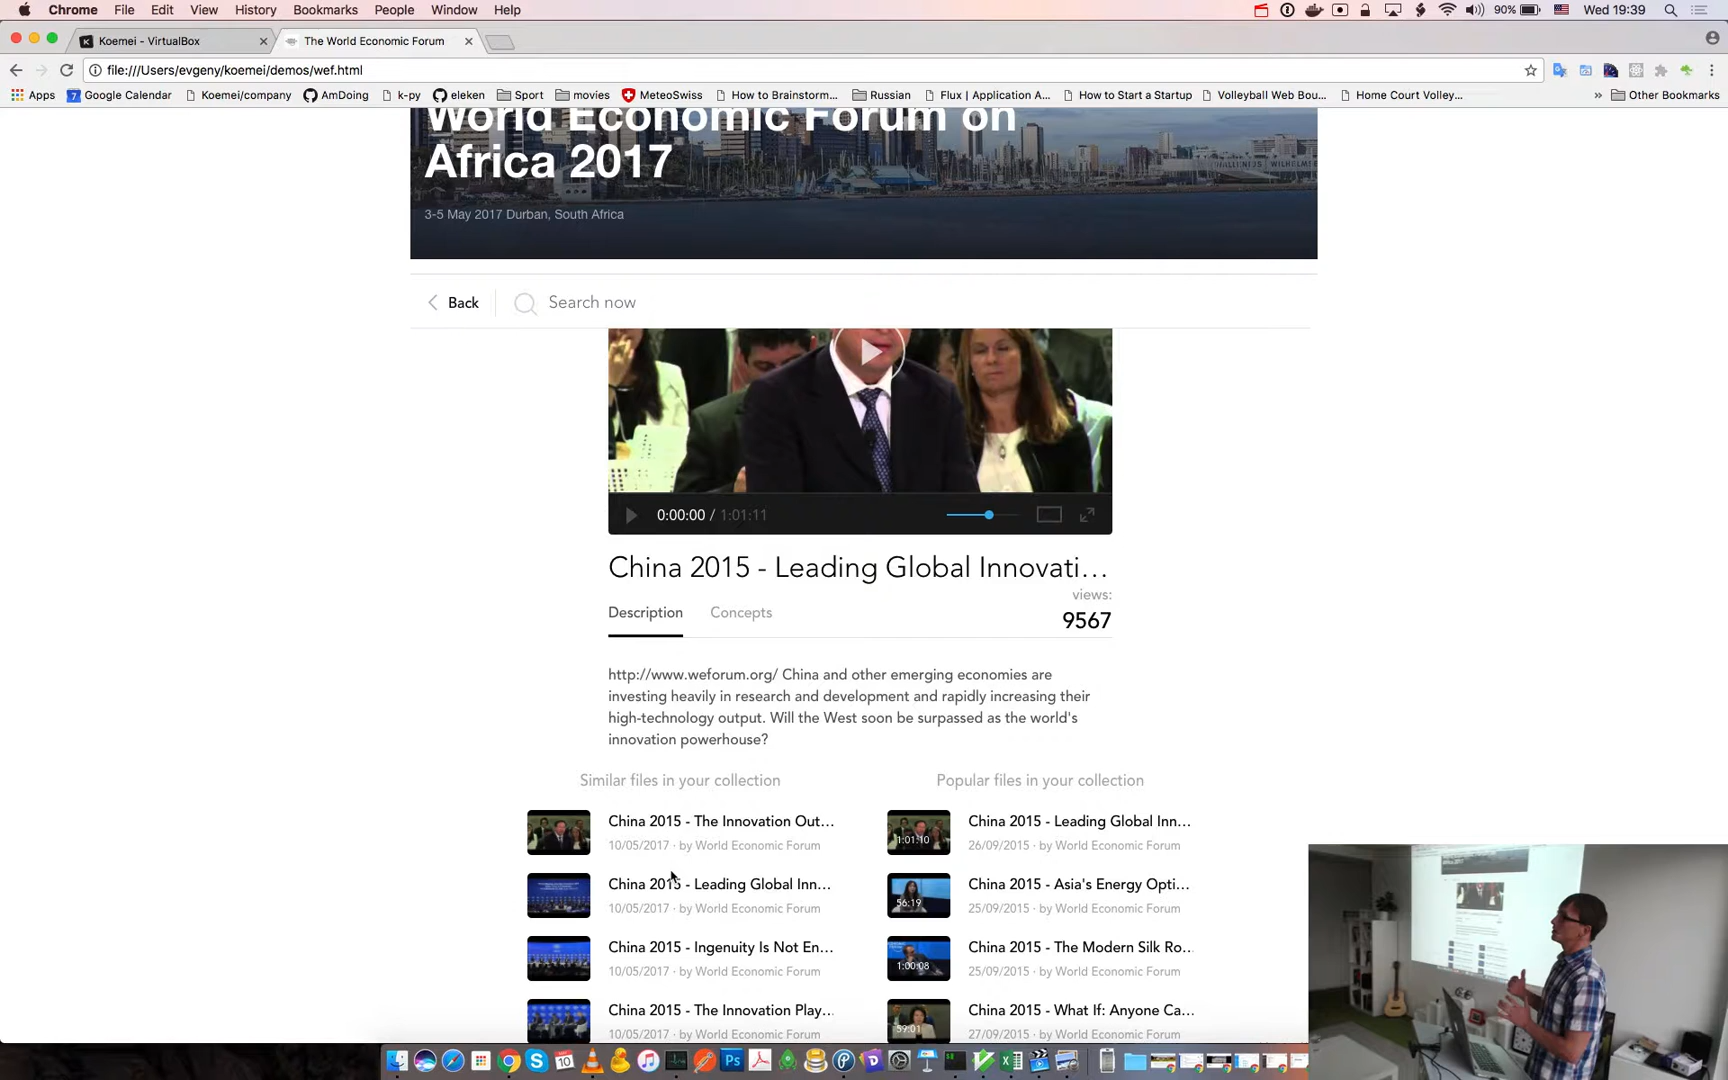 Chrome File Edit View History Bookmarks People Window Help 90% Wed 19:39
Koemei - VirtualBox The World Economic Forum
file:///Users/evgeny/koemei/demos/wef.html
Apps Google Calendar Koemei/company AmDoing k-py eleken Sport movies MeteoSwiss How to Brainstorm... Russian Flux | Application A... How to Start a Startup Volleyball Web Bou... Home Court Volley... » Other Bookmarks
World Economic Forum on
Africa 2017
3-5 May 2017 Durban, South Africa
Back Search now
0:00:00 / 1:01:11
China 2015 - Leading Global Innovati...
views:
Description Concepts
9567
http://www.weforum.org/ China and other emerging economies are
investing heavily in research and development and rapidly increasing their
high-technology output. Will the West soon be surpassed as the world's
innovation powerhouse?
Similar files in your collection
China 2015 - The Innovation Out...
10/05/2017 · by World Economic Forum
China 2015 - Leading Global Inn...
10/05/2017 · by World Economic Forum
China 2015 - Ingenuity Is Not En...
10/05/2017 · by World Economic Forum
China 2015 - The Innovation Play...
10/05/2017 · by World Economic Forum
Popular files in your collection
1:01:10
China 2015 - Leading Global Inn...
26/09/2015 · by World Economic Forum
56:19
China 2015 - Asia's Energy Opti...
25/09/2015 · by World Economic Forum
1:00:08
China 2015 - The Modern Silk Ro...
25/09/2015 · by World Economic Forum
59:01
China 2015 - What If: Anyone Ca...
27/09/2015 · by World Economic Forum